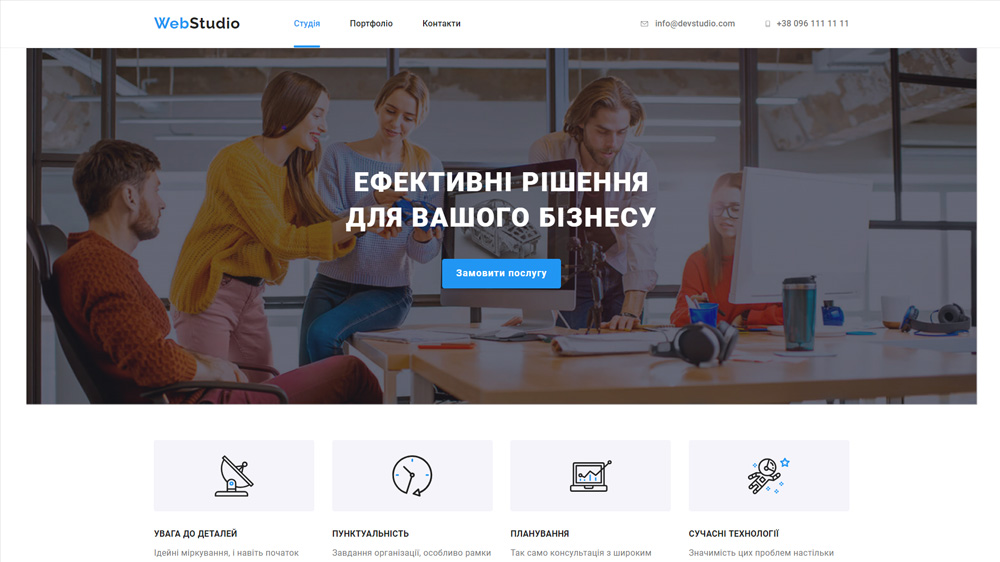 WebStudio
Студія
Портфоліо
Контакти
info@devstudio.com
+38 096 111 11 11
ЕФЕКТИВНІ РІШЕННЯ
ДЛЯ ВАШОГО БІЗНЕСУ
Замовити послугу
УВАГА ДО ДЕТАЛЕЙ
Ідейні міркування, і навіть початок
ПУНКТУАЛЬНІСТЬ
Завдання організації, особливо рамки
ПЛАНУВАННЯ
Так само консультація з широким
СУЧАСНІ ТЕХНОЛОГІЇ
Значимість цих проблем настільки